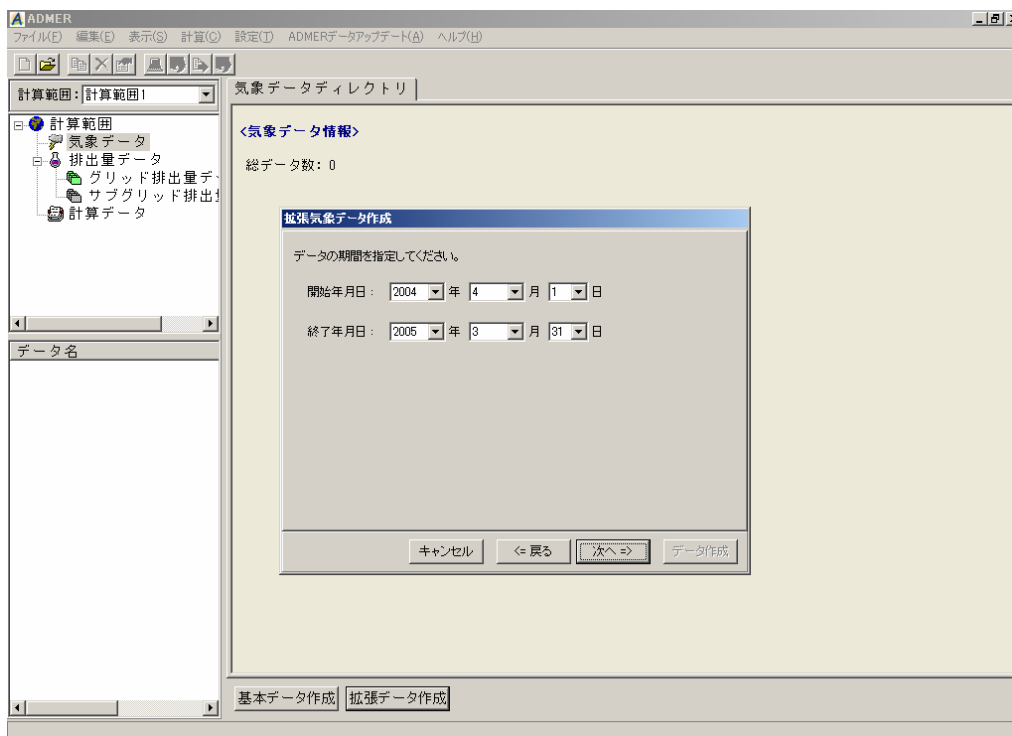 ADMER
ファイル(F) 編集(E) 表示(S) 計算(C) 設定(T) ADMERデータアップデート(A) ヘルプ(H)
計算範囲: 計算範囲1
計算範囲
気象データ
排出量データ
グリッド排出量デ
サブグリッド排出
計算データ
データ名
気象データディレクトリ
<気象データ情報>
総データ数: 0
拡張気象データ作成
データの期間を指定してください。
開始年月日: 2004 年 4 月 1 日
終了年月日: 2005 年 3 月 31 日
キャンセル <= 戻る 次へ => データ作成
基本データ作成 拡張データ作成